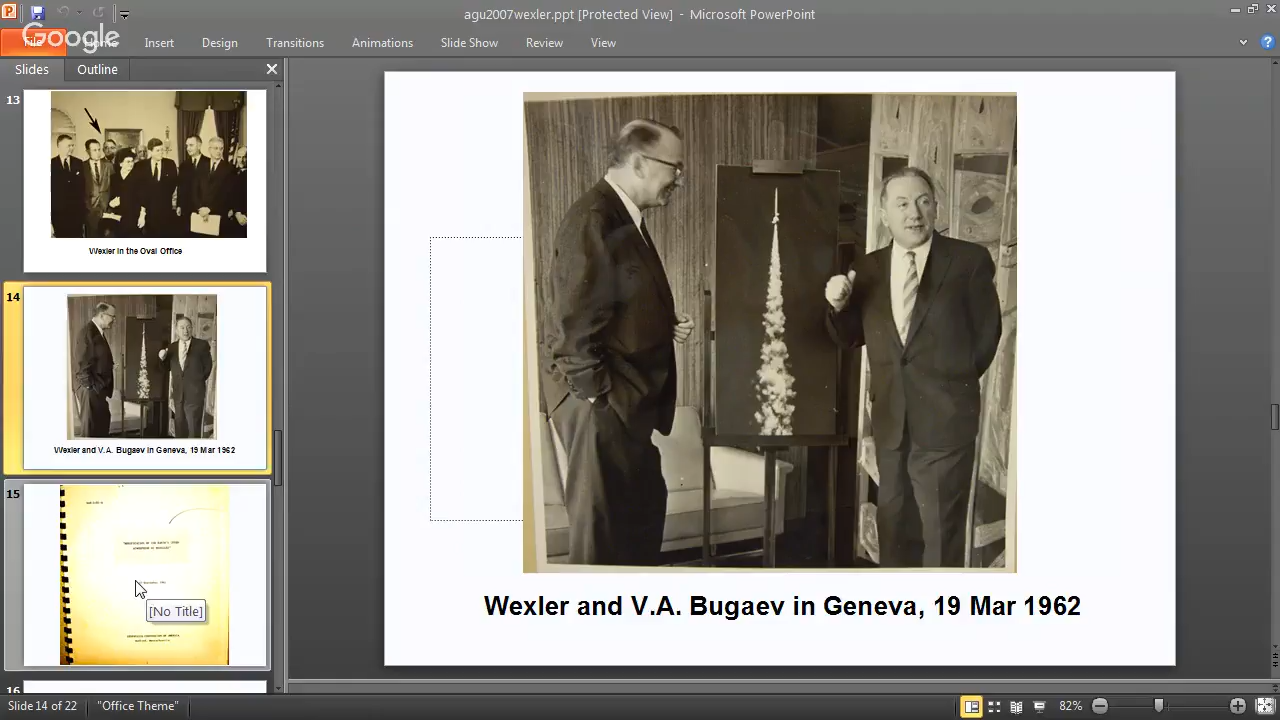 agu2007wexler.ppt [Protected View] - Microsoft PowerPoint
Google
File
Insert
Design
Transitions
Animations
Slide Show
Review
View
Slides
Outline
13
Wexler in the Oval Office
14
Wexler and V.A. Bugaev in Geneva, 19 Mar 1962
15
[No Title]
16
Wexler and V.A. Bugaev in Geneva, 19 Mar 1962
Slide 14 of 22
"Office Theme"
82%